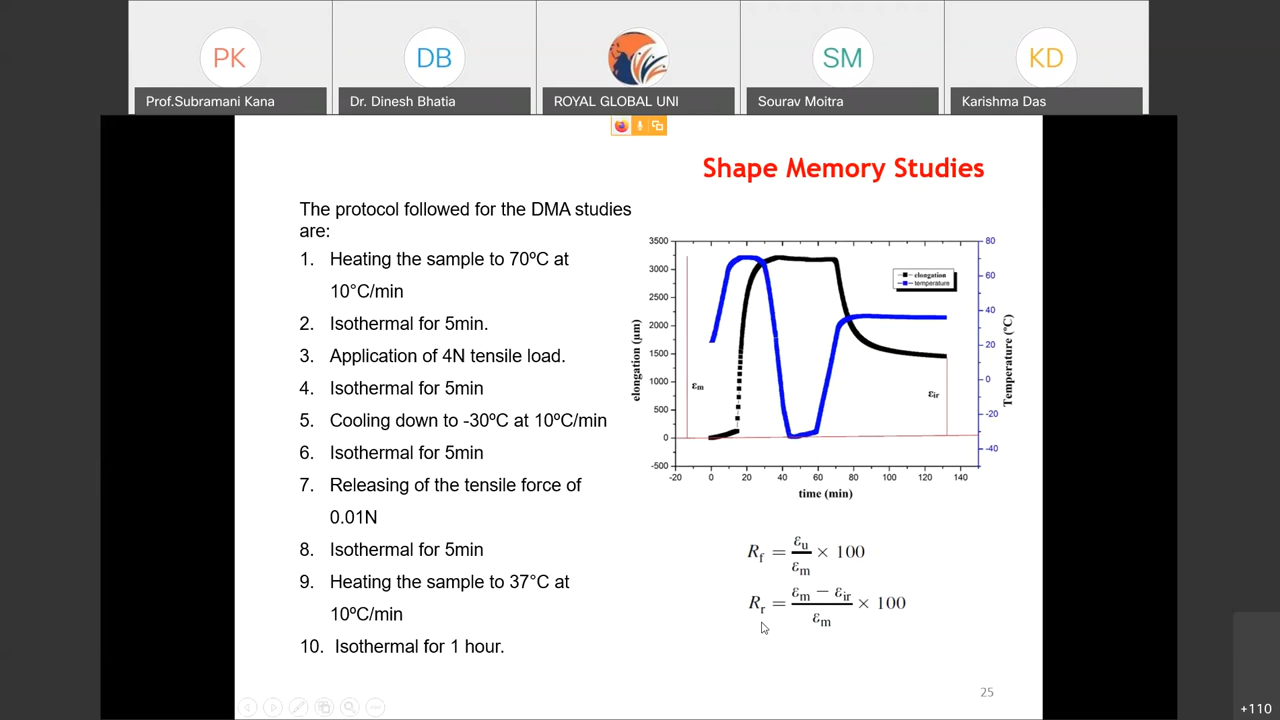 PK
DB
SM
KD
Prof.Subramani Kana
Dr. Dinesh Bhatia
ROYAL GLOBAL UNI
Sourav Moitra
Karishma Das
Shape Memory Studies
The protocol followed for the DMA studies
are:
1. Heating the sample to 70ºC at
10°C/min
2. Isothermal for 5min.
3. Application of 4N tensile load.
4. Isothermal for 5min
5. Cooling down to -30ºC at 10ºC/min
6. Isothermal for 5min
7. Releasing of the tensile force of
0.01N
8. Isothermal for 5min
9. Heating the sample to 37°C at
10ºC/min
10. Isothermal for 1 hour.
3500
3000
2500
2000
1500
1000
500
0
-500
elongation (μm)
80
60
40
20
0
-20
-40
Temperature (ºC)
elongation
temperature
εm
εir
-20 0 20 40 60 80 100 120 140
time (min)
Rf = εu/εm × 100
Rr = εm − εir/εm × 100
25
+110